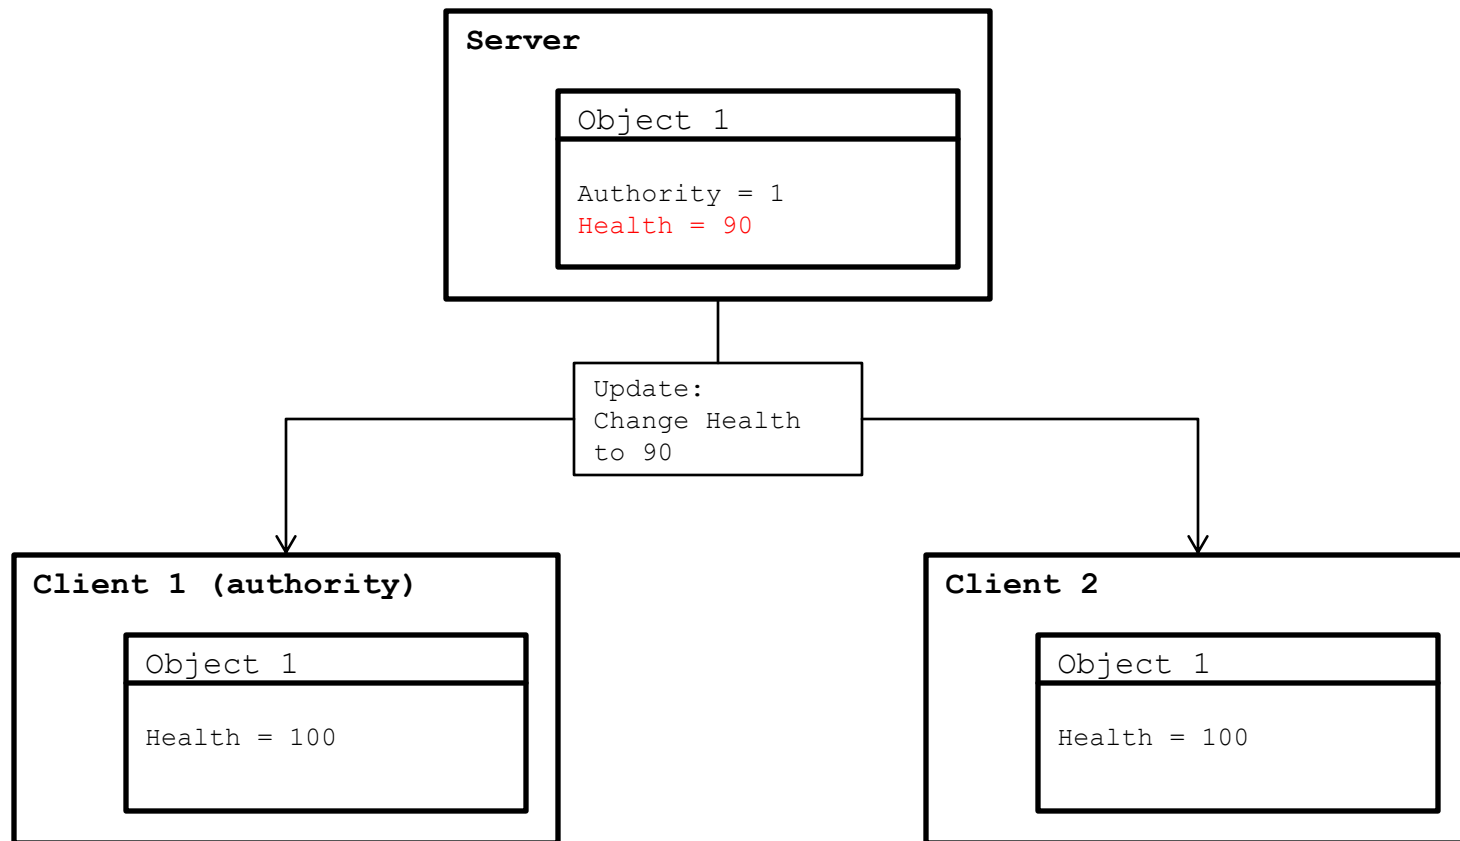 Server
Object 1
Authority = 1
Health = 90
Update:
Change Health
to 90
Client 1 (authority)
Object 1
Health = 100
Client 2
Object 1
Health = 100